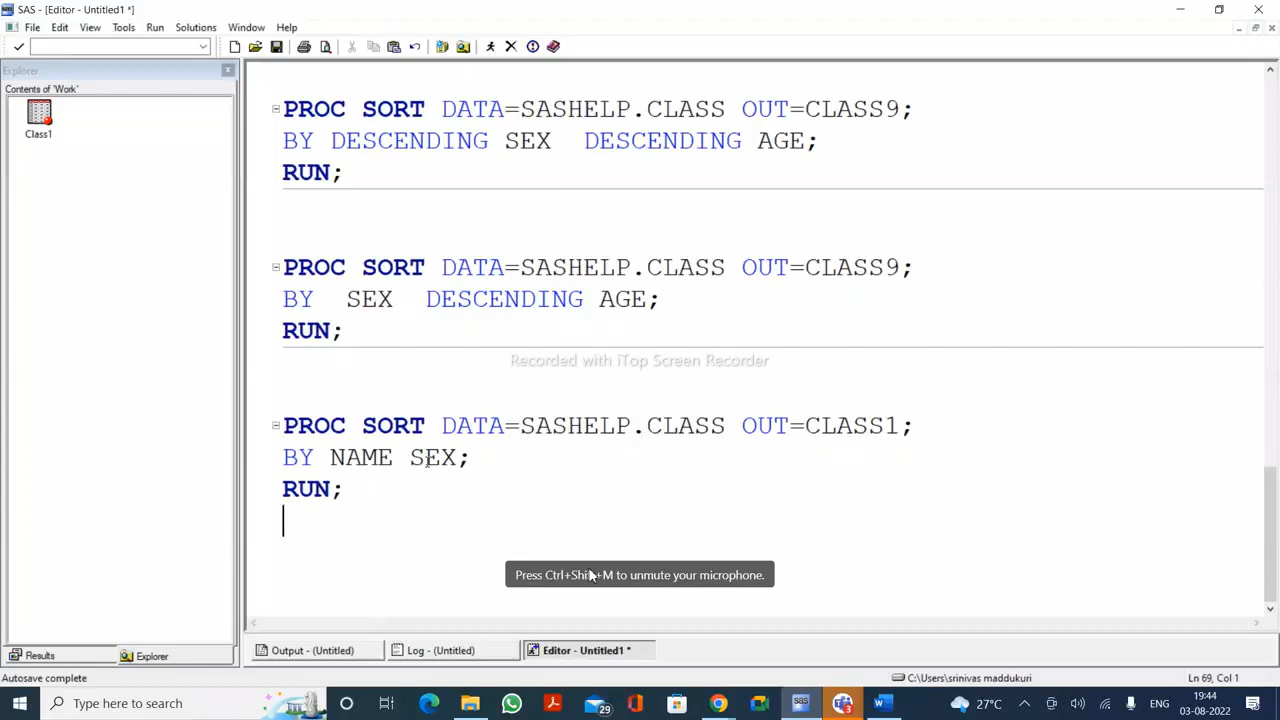 SAS - [Editor - Untitled1 *]
File Edit View Tools Run Solutions Window Help
Explorer
Contents of 'Work'
Class1
PROC SORT DATA=SASHELP.CLASS OUT=CLASS9;
BY DESCENDING SEX  DESCENDING AGE;
RUN;
PROC SORT DATA=SASHELP.CLASS OUT=CLASS9;
BY  SEX  DESCENDING AGE;
RUN;
Recorded with iTop Screen Recorder
PROC SORT DATA=SASHELP.CLASS OUT=CLASS1;
BY NAME SEX;
RUN;
Press Ctrl+Shift+M to unmute your microphone.
Results Explorer Output - (Untitled) Log - (Untitled) Editor - Untitled1 *
Autosave complete C:\Users\srinivas maddukuri Ln 69, Col 1
Type here to search 29 sas 27°C ENG 19:44
03-08-2022